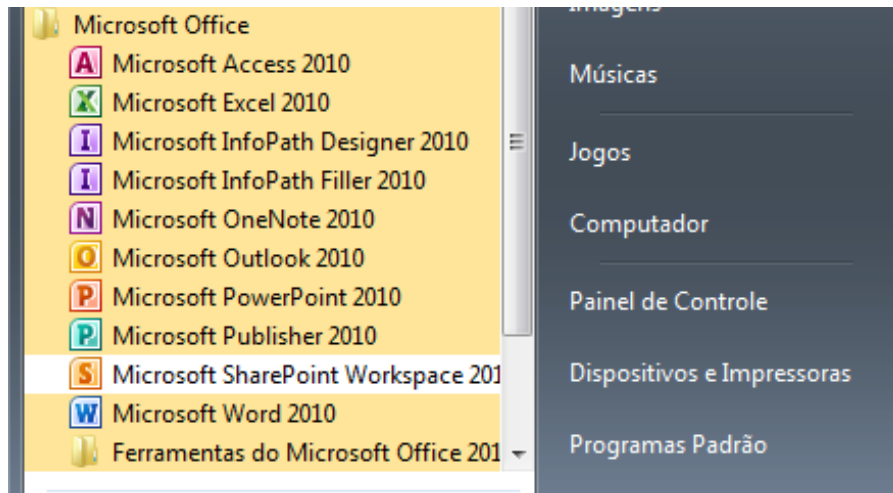 Microsoft Office
Microsoft Access 2010
Microsoft Excel 2010
Microsoft InfoPath Designer 2010
Microsoft InfoPath Filler 2010
Microsoft OneNote 2010
Microsoft Outlook 2010
Microsoft PowerPoint 2010
Microsoft Publisher 2010
Microsoft SharePoint Workspace 201
Microsoft Word 2010
Ferramentas do Microsoft Office 201
Imagens
Músicas
Jogos
Computador
Painel de Controle
Dispositivos e Impressoras
Programas Padrão